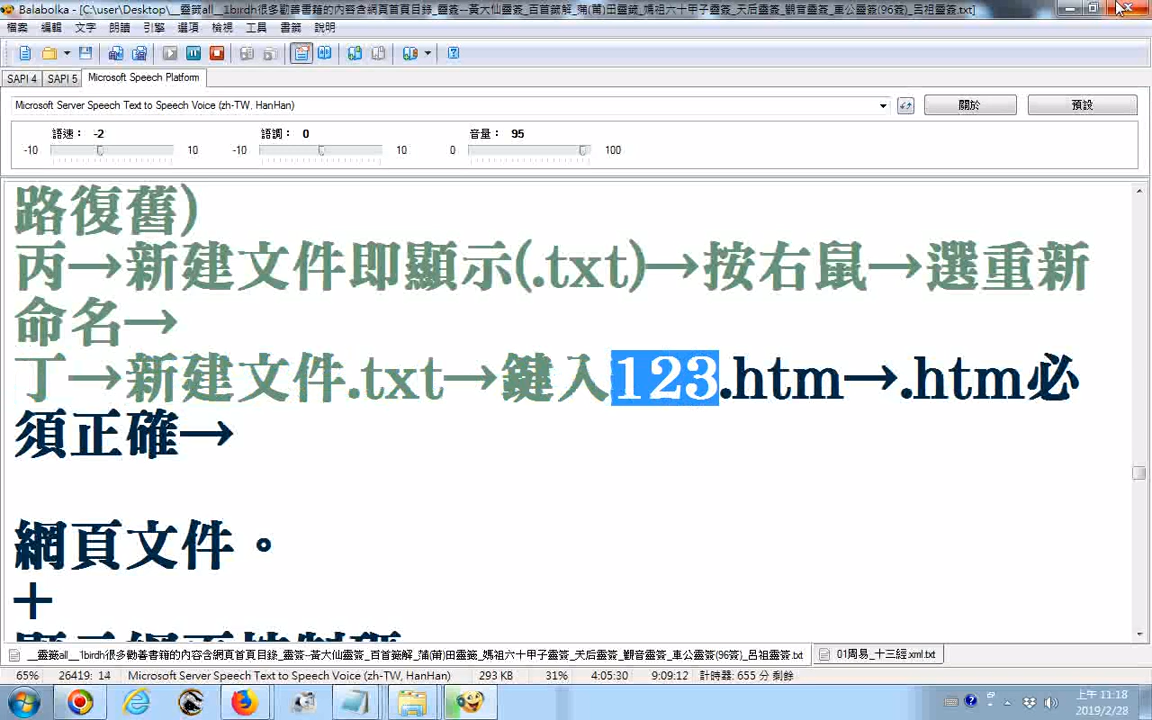 Balabolka - [C:\user\Desktop\__靈籤all__1birdh很多勸善書籍的內容含網頁首頁目錄_靈簽--黃大仙靈簽_百首籤解_蒲(莆)田靈籤_媽祖六十甲子靈簽_天后靈簽_觀音靈簽_車公靈簽(96簽)_呂祖靈簽.txt]
檔案 編輯 文字 朗讀 引擎 選項 檢視 工具 書籤 說明
SAPI 4 SAPI 5 Microsoft Speech Platform
Microsoft Server Speech Text to Speech Voice (zh-TW, HanHan) 關於 預設
語速： -2 語調： 0 音量： 95
-10 10 -10 10 0 100
路復舊)
丙→新建文件即顯示(.txt)→按右鼠→選重新
命名→
丁→新建文件.txt→鍵入123.htm→.htm必
須正確→
網頁文件。
＋
__靈籤all__1birdh很多勸善書籍的內容含網頁首頁目錄_靈簽--黃大仙靈簽_百首籤解_蒲(莆)田靈籤_媽祖六十甲子靈簽_天后靈簽_觀音靈簽_車公靈簽(96簽)_呂祖靈簽.txt 01周易_十三經.xml.txt
65% 26419: 14 Microsoft Server Speech Text to Speech Voice (zh-TW, HanHan) 293 KB 31% 4:05:30 9:09:12 計時器： 655 分 剩餘
上午 11:18
2019/2/28